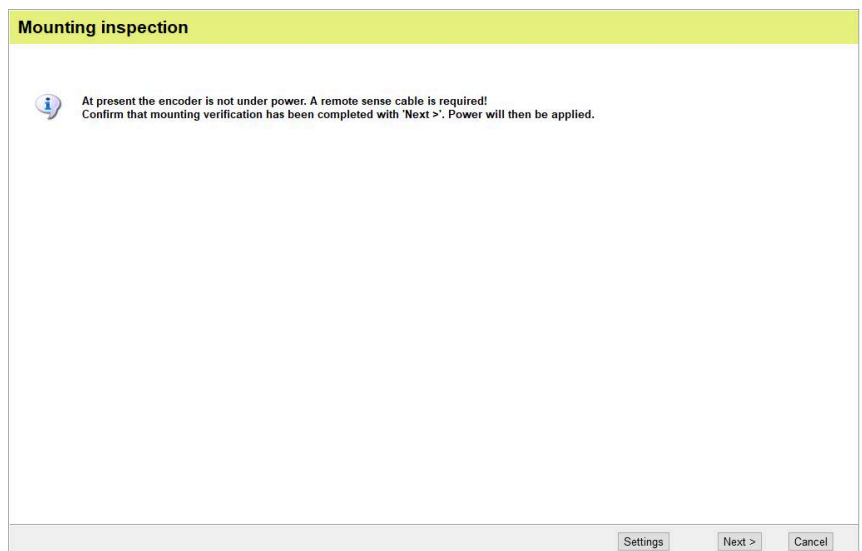 Mounting inspection
At present the encoder is not under power. A remote sense cable is required!
Confirm that mounting verification has been completed with 'Next >'. Power will then be applied.
Settings
Next >
Cancel